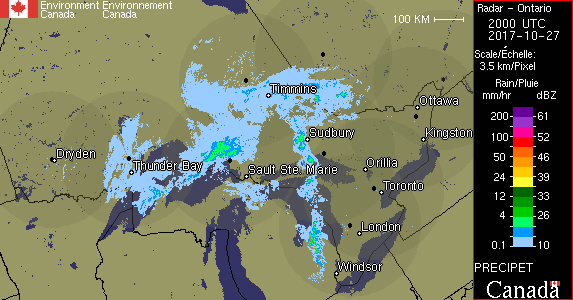 Environment Environnement
Canada Canada
Radar - Ontario
2000 UTC
2017-10-27
100 KM
Scale/Échelle:
3.5 km/Pixel
Rain/Pluie
mm/hr dBZ
200 61
100 52
50 46
24 39
12 33
4 26
0.1 10
PRECIPET
Canada
Timmins
Ottawa
Sudbury
Kingston
Dryden
Thunder Bay
Sault Ste. Marie
Orillia
Toronto
London
Windsor